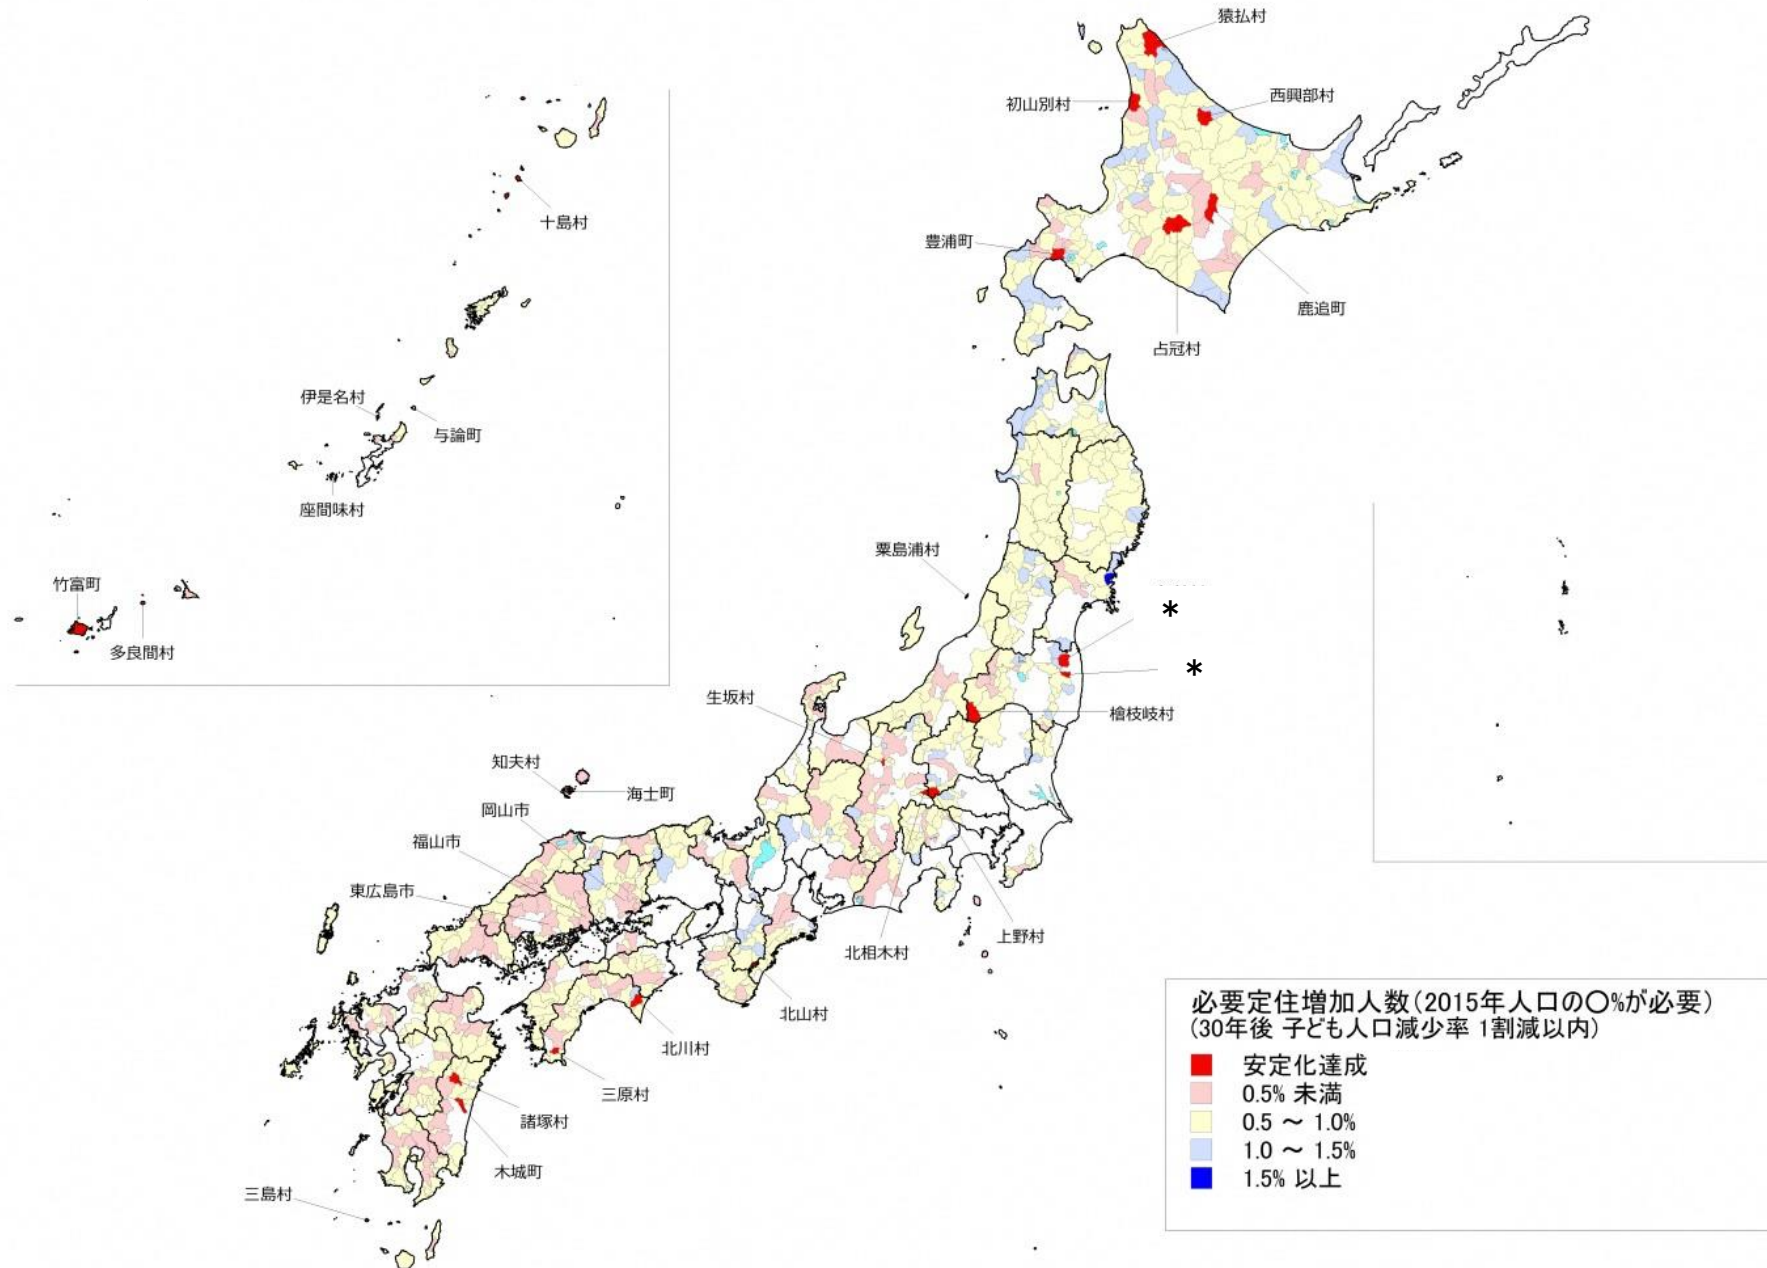 猿払村
初山別村
西興部村
十島村
豊浦町
鹿追町
占冠村
伊是名村
与論町
座間味村
粟島浦村
竹富町
*
多良間村
*
生坂村
檜枝岐村
知夫村
海士町
岡山市
福山市
東広島市
上野村
北相木村
北山村
北川村
三原村
諸塚村
木城町
三島村
必要定住増加人数(2015年人口の〇%が必要)
(30年後 子ども人口減少率 1割減以内)
安定化達成
0.5% 未満
0.5 ～ 1.0%
1.0 ～ 1.5%
1.5% 以上